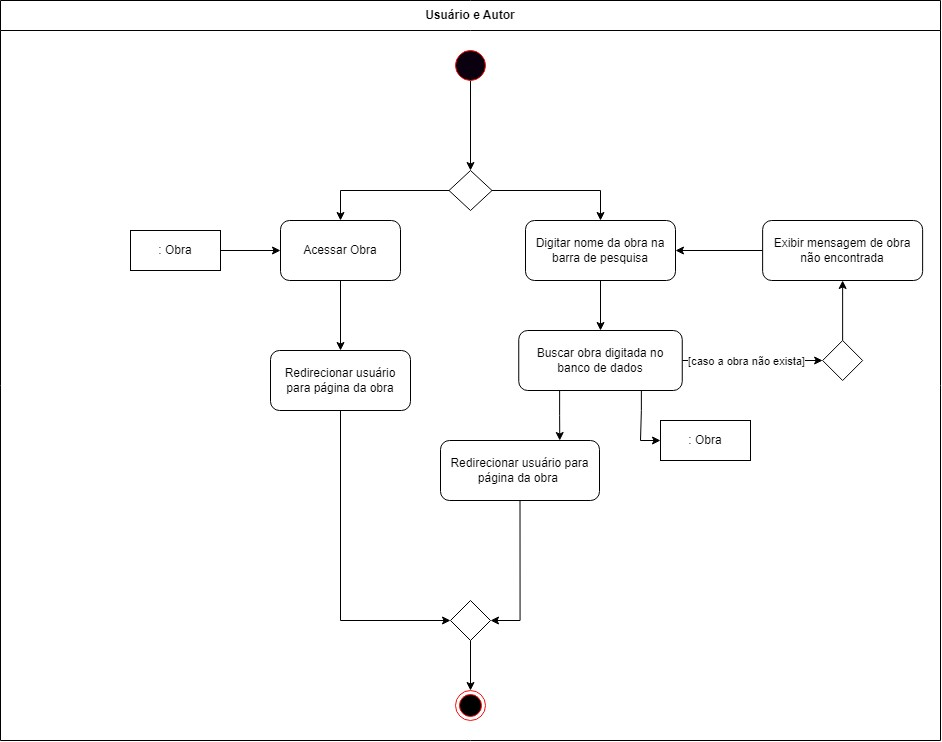 Usuário e Autor
: Obra
Acessar Obra
Digitar nome da obra na
barra de pesquisa
Exibir mensagem de obra
não encontrada
Redirecionar usuário
para página da obra
Buscar obra digitada no
banco de dados
[caso a obra não exista]
: Obra
Redirecionar usuário para
página da obra